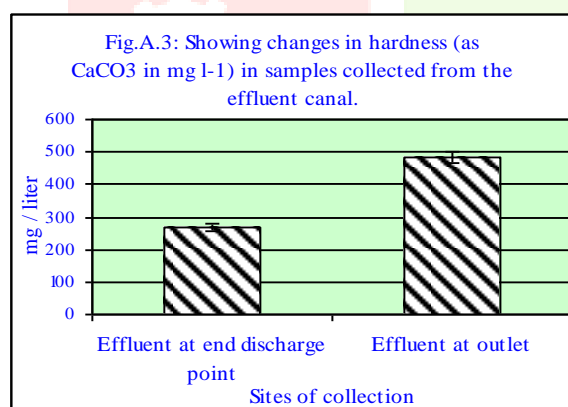 Fig.A.3: Showing changes in hardness (as
CaCO3 in mg l-1) in samples collected from the
effluent canal.
600
500
400
300
200
100
0
mg / liter
Effluent at end discharge
point
Effluent at outlet
Sites of collection